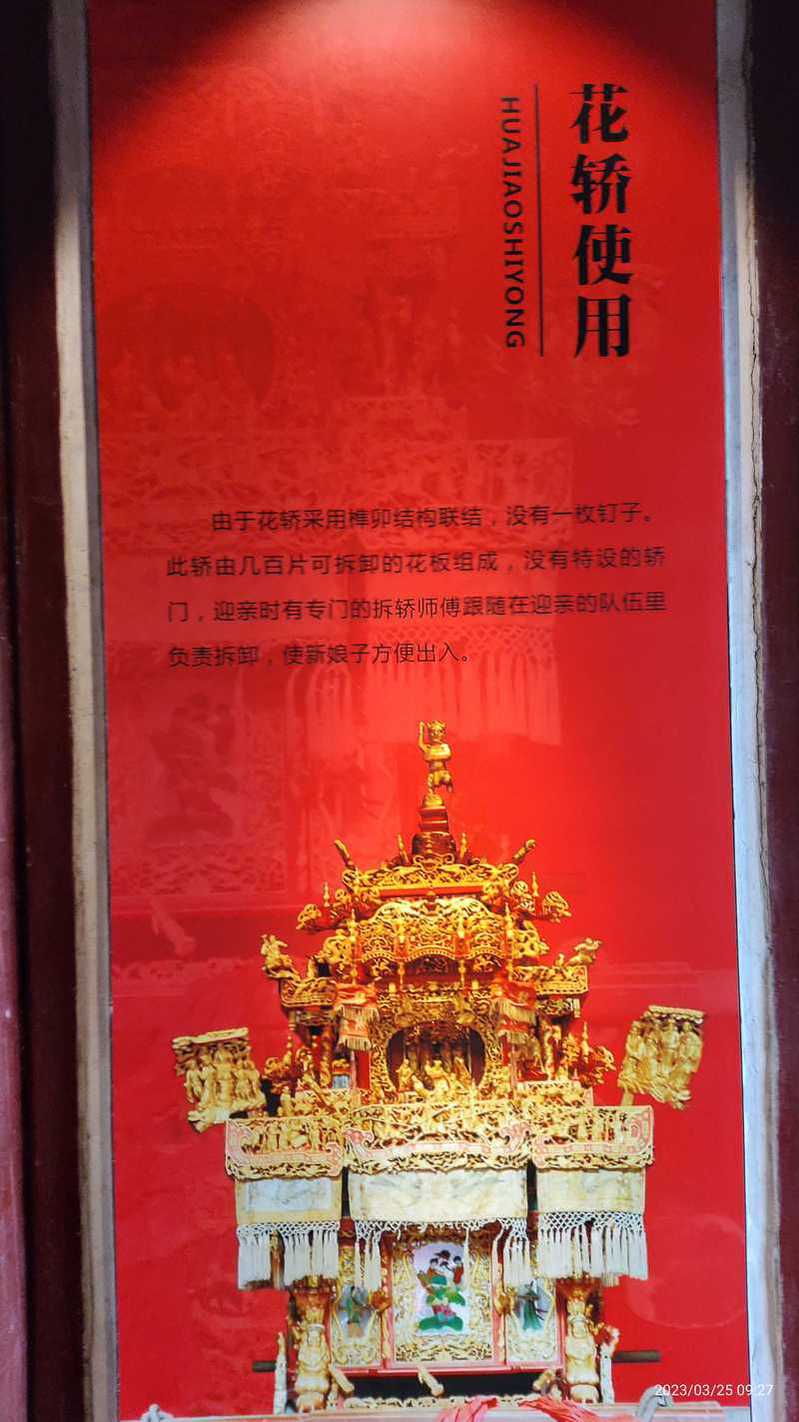 花轿使用
HUAJIAOSHIYONG
由于花轿采用榫卯结构联结，没有一枚钉子。
此轿由几百片可拆卸的花板组成，没有特设的轿
门，迎亲时有专门的拆轿师傅跟随在迎亲的队伍里
负责拆卸，使新娘子方便出入。
2023/03/25 09:27